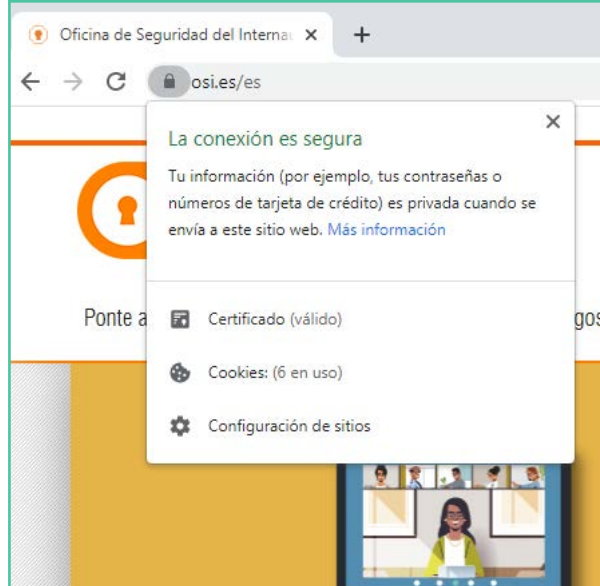 Oficina de Seguridad del Interna
osi.es/es
La conexión es segura
Tu información (por ejemplo, tus contraseñas o
números de tarjeta de crédito) es privada cuando se
envía a este sitio web. Más información
Ponte a
Certificado (válido)
gos
Cookies: (6 en uso)
Configuración de sitios